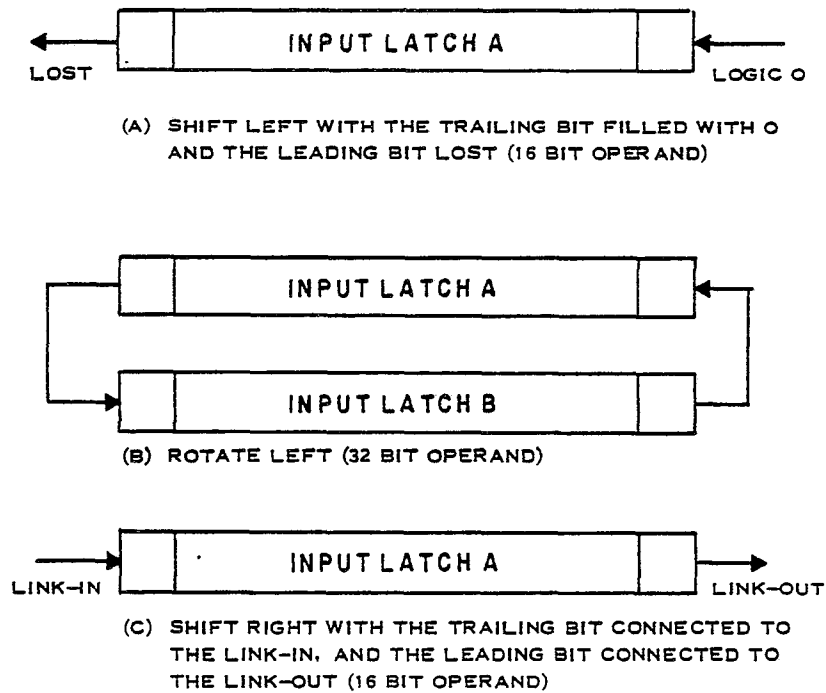 INPUT LATCH A
LOST
LOGIC 0
(A) SHIFT LEFT WITH THE TRAILING BIT FILLED WITH 0
AND THE LEADING BIT LOST (16 BIT OPERAND)
INPUT LATCH A
INPUT LATCH B
(B) ROTATE LEFT (32 BIT OPERAND)
INPUT LATCH A
LINK-IN
LINK-OUT
(C) SHIFT RIGHT WITH THE TRAILING BIT CONNECTED TO
THE LINK-IN, AND THE LEADING BIT CONNECTED TO
THE LINK-OUT (16 BIT OPERAND)